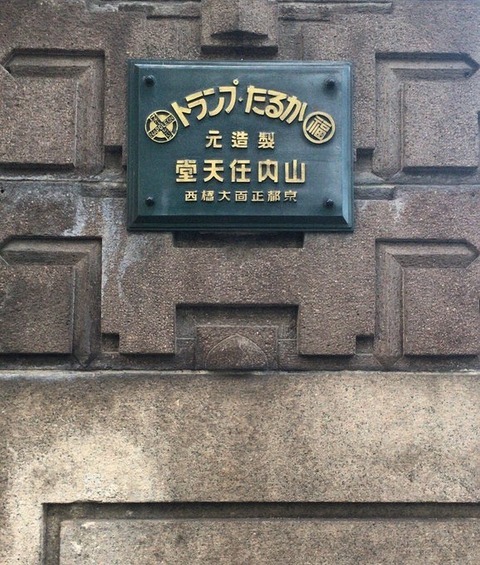 かるた・トランプ
福
製造元
山内任天堂
京都正面大橋西